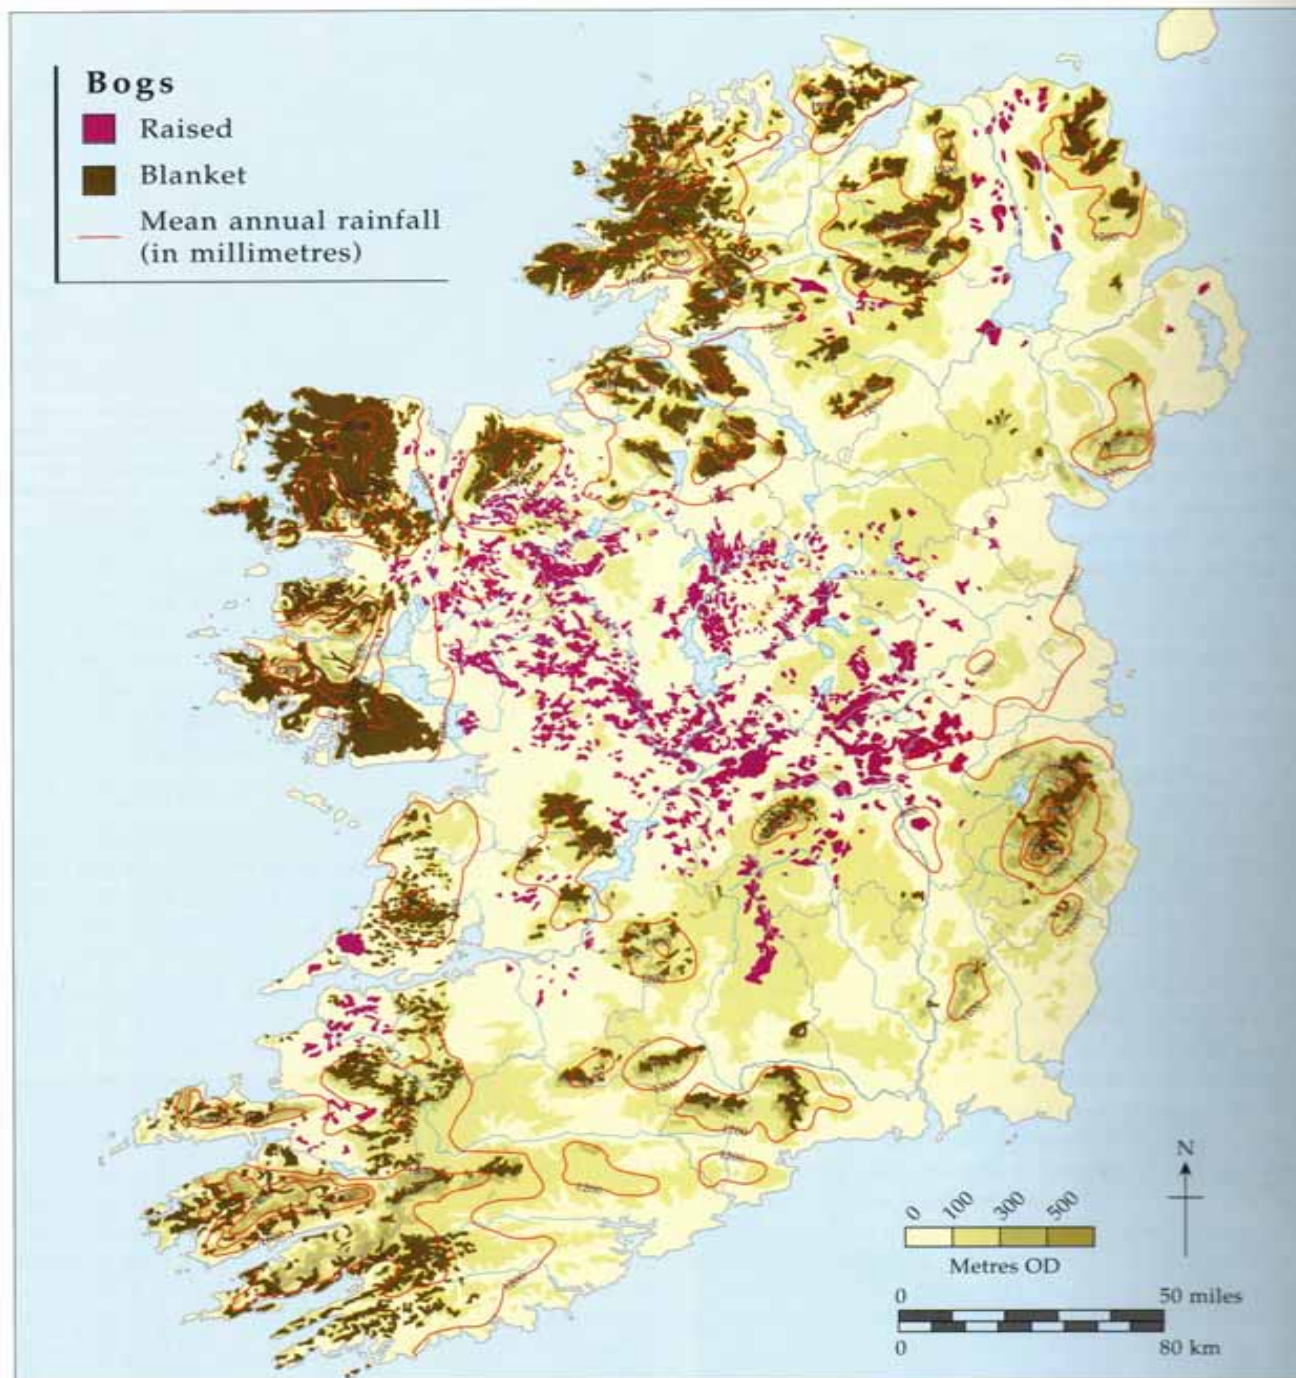 Bogs
Raised
Blanket
Mean annual rainfall
(in millimetres)
N
0 100 300 500
Metres OD
0 50 miles
0 80 km